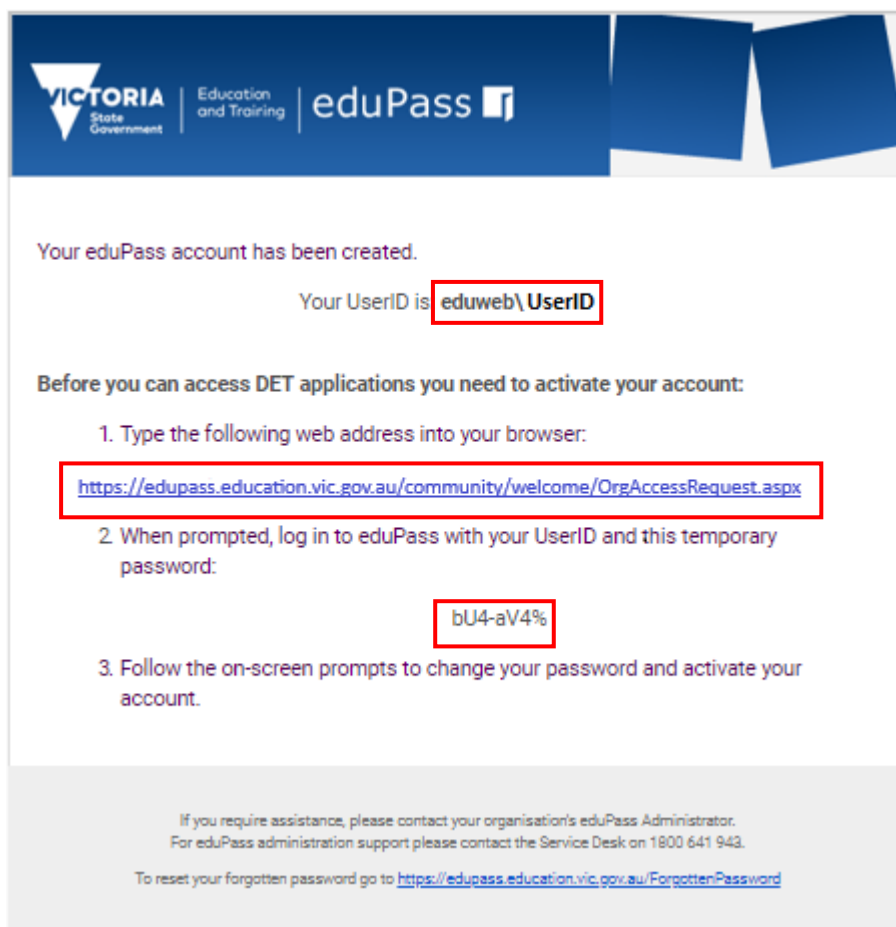 VICTORIA
State
Government
Education
and Training
eduPass
Your eduPass account has been created.
Your UserID is eduweb\UserID
Before you can access DET applications you need to activate your account:
1. Type the following web address into your browser:
https://edupass.education.vic.gov.au/community/welcome/OrgAccessRequest.aspx
2. When prompted, log in to eduPass with your UserID and this temporary
password:
bU4-aV4%
3. Follow the on-screen prompts to change your password and activate your
account.
If you require assistance, please contact your organisation's eduPass Administrator.
For eduPass administration support please contact the Service Desk on 1800 641 943.
To reset your forgotten password go to https://edupass.education.vic.gov.au/ForgottenPassword